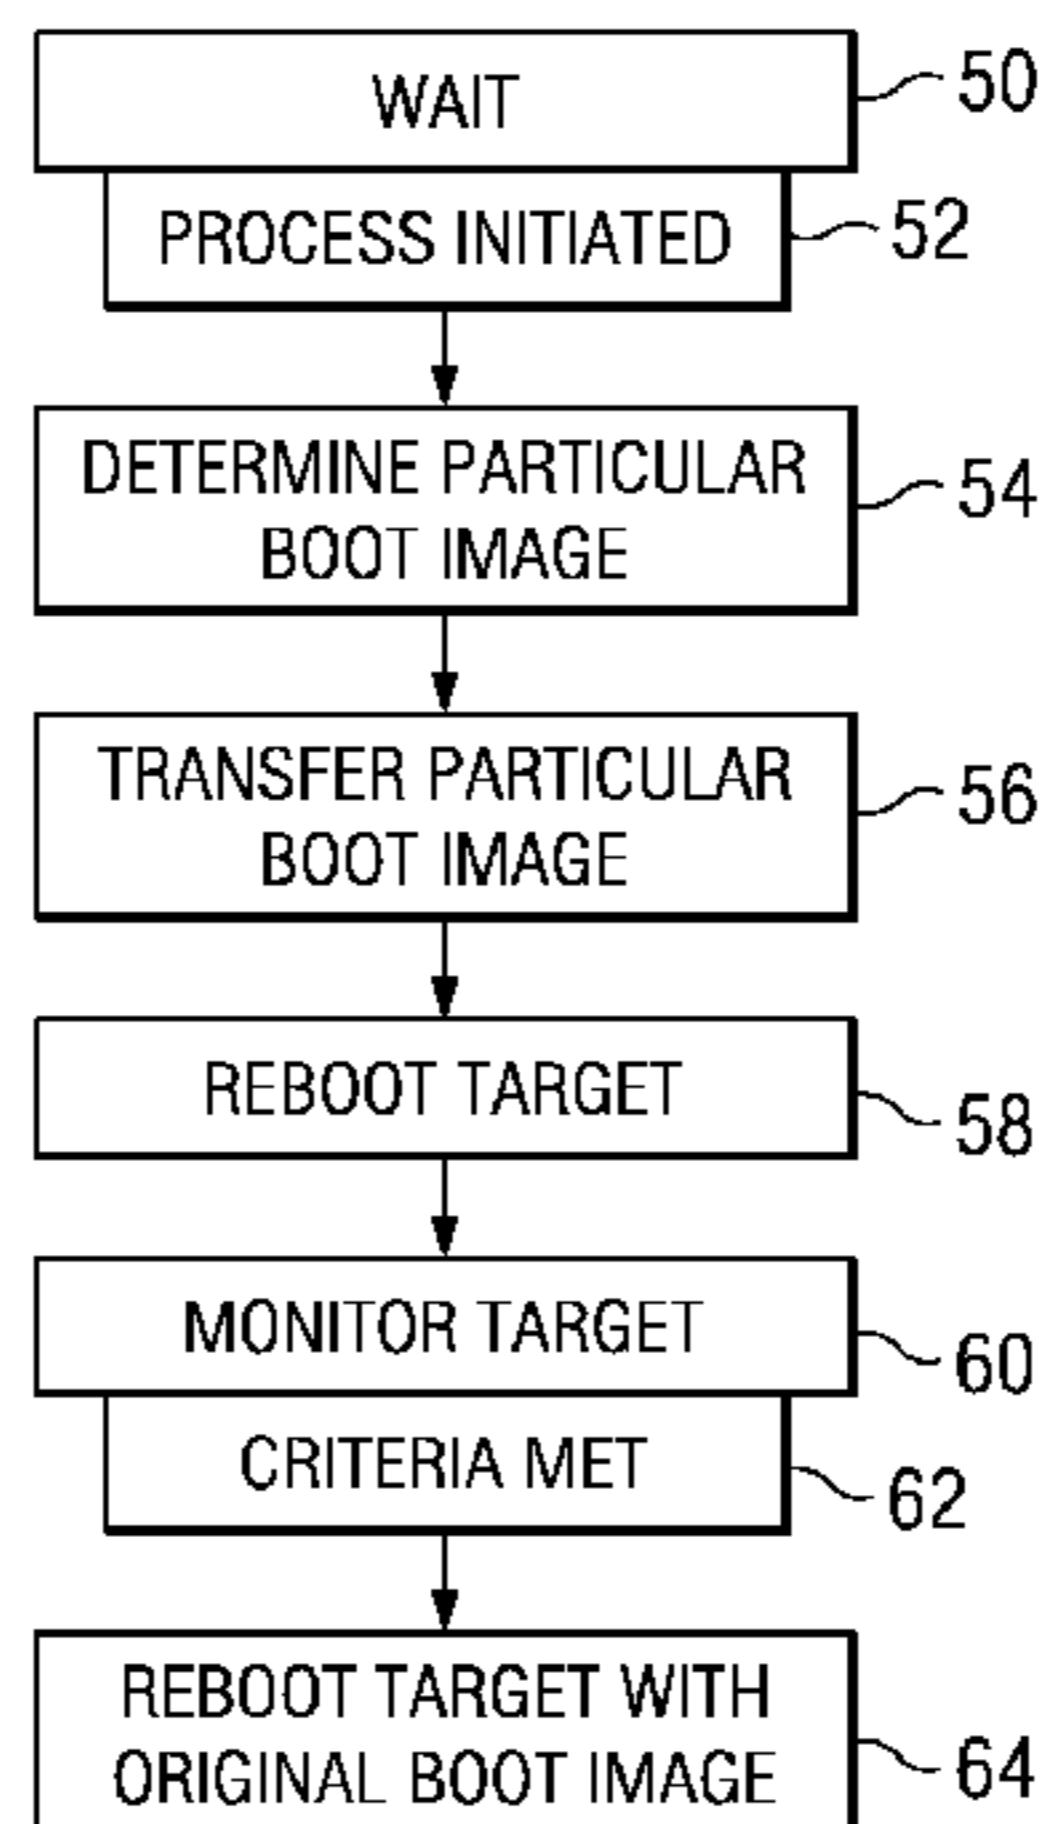 WAIT
50
PROCESS INITIATED
52
DETERMINE PARTICULAR
BOOT IMAGE
54
TRANSFER PARTICULAR
BOOT IMAGE
56
REBOOT TARGET
58
MONITOR TARGET
60
CRITERIA MET
62
REBOOT TARGET WITH
ORIGINAL BOOT IMAGE
64